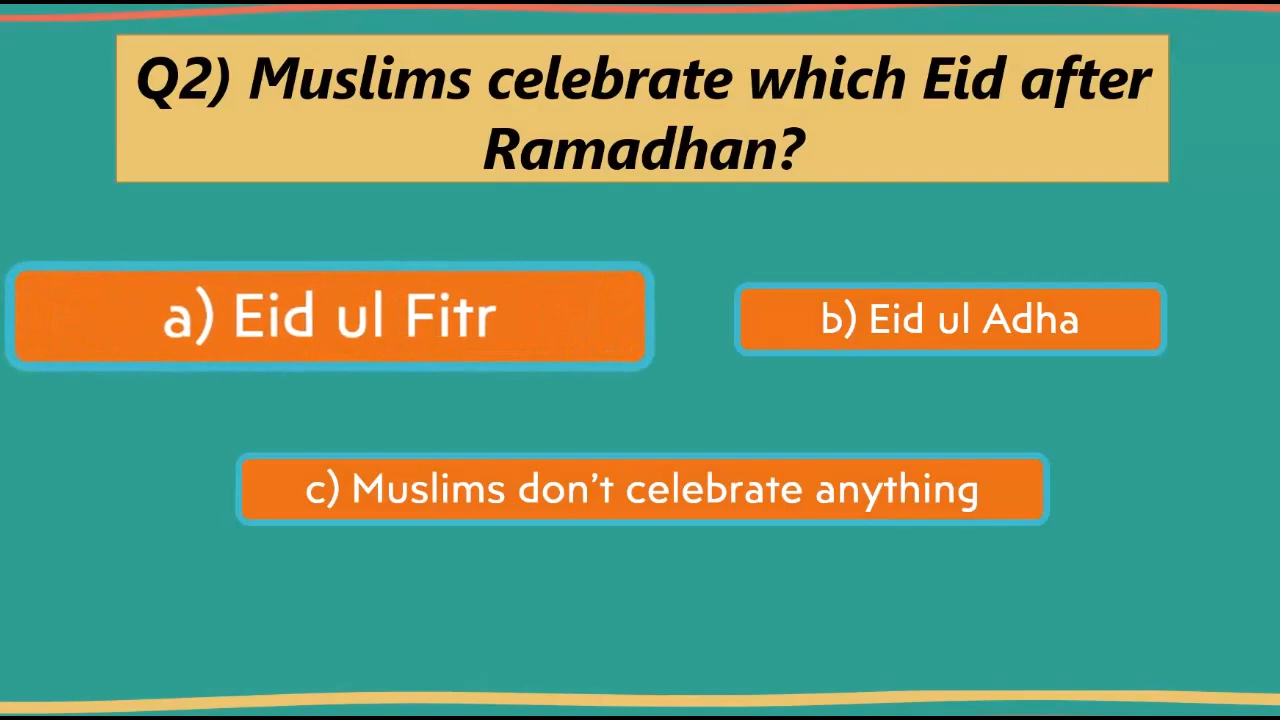 Q2) Muslims celebrate which Eid after
Ramadhan?
a) Eid ul Fitr
b) Eid ul Adha
c) Muslims don’t celebrate anything